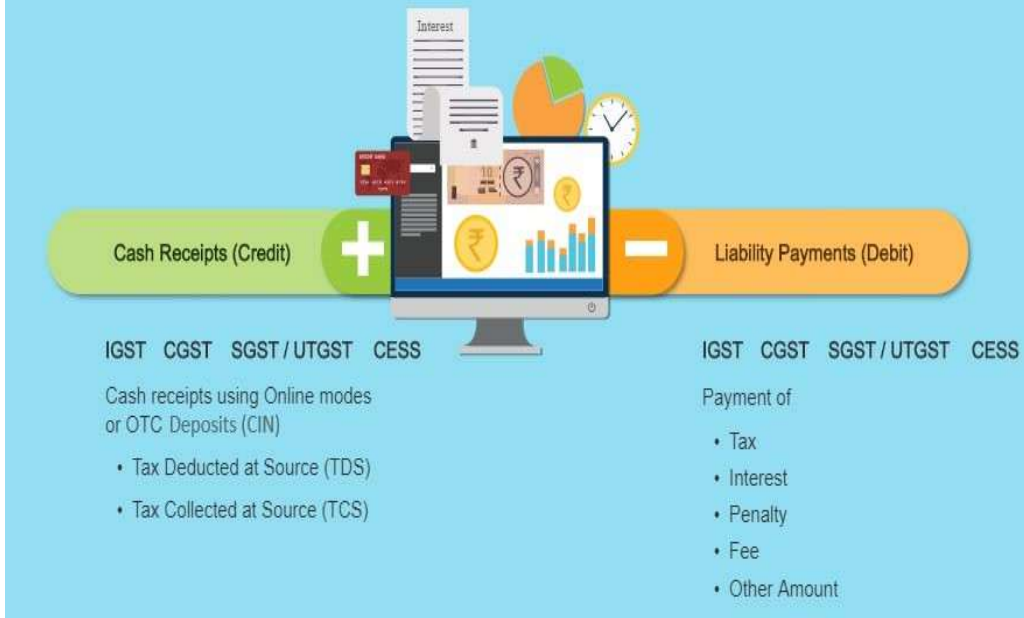 Interest
10
₹
₹
₹
Cash Receipts (Credit)
+
−
Liability Payments (Debit)
IGST CGST SGST / UTGST CESS
Cash receipts using Online modes
or OTC Deposits (CIN)
• Tax Deducted at Source (TDS)
• Tax Collected at Source (TCS)
IGST CGST SGST / UTGST CESS
Payment of
• Tax
• Interest
• Penalty
• Fee
• Other Amount